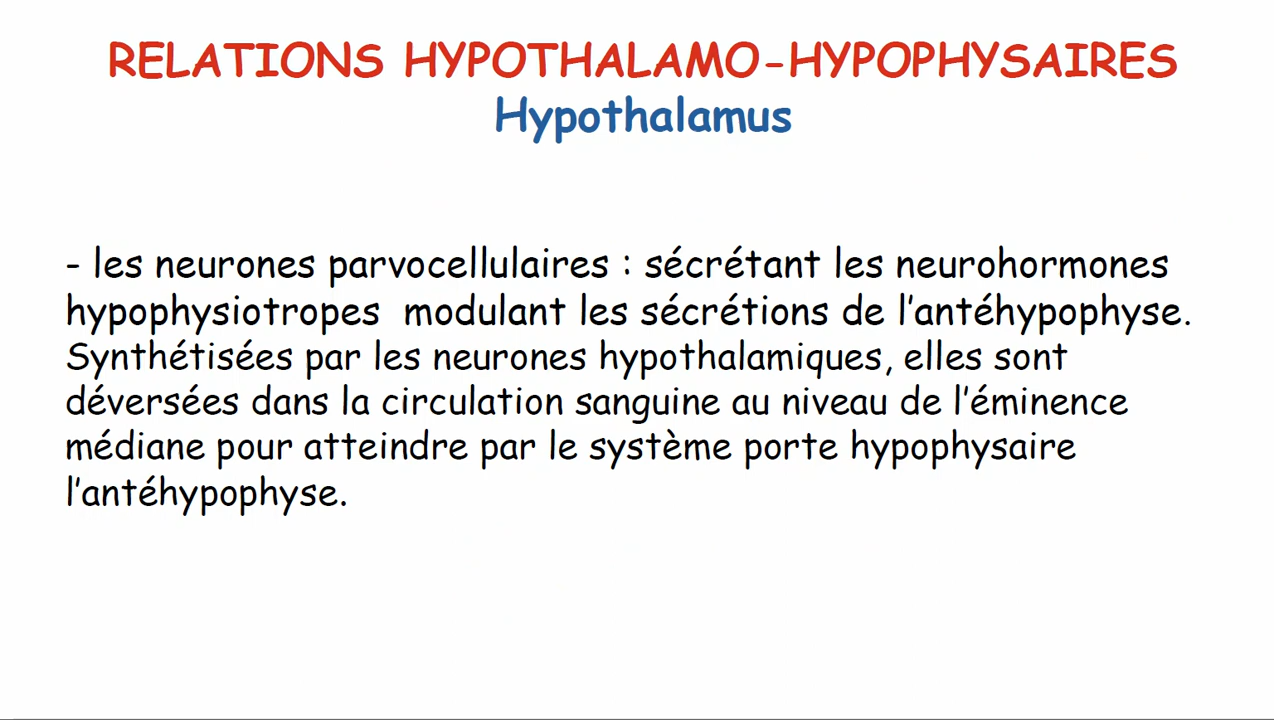 RELATIONS HYPOTHALAMO-HYPOPHYSAIRES
Hypothalamus
- les neurones parvocellulaires : sécrétant les neurohormones
hypophysiotropes modulant les sécrétions de l’antéhypophyse.
Synthétisées par les neurones hypothalamiques, elles sont
déversées dans la circulation sanguine au niveau de l’éminence
médiane pour atteindre par le système porte hypophysaire
l’antéhypophyse.